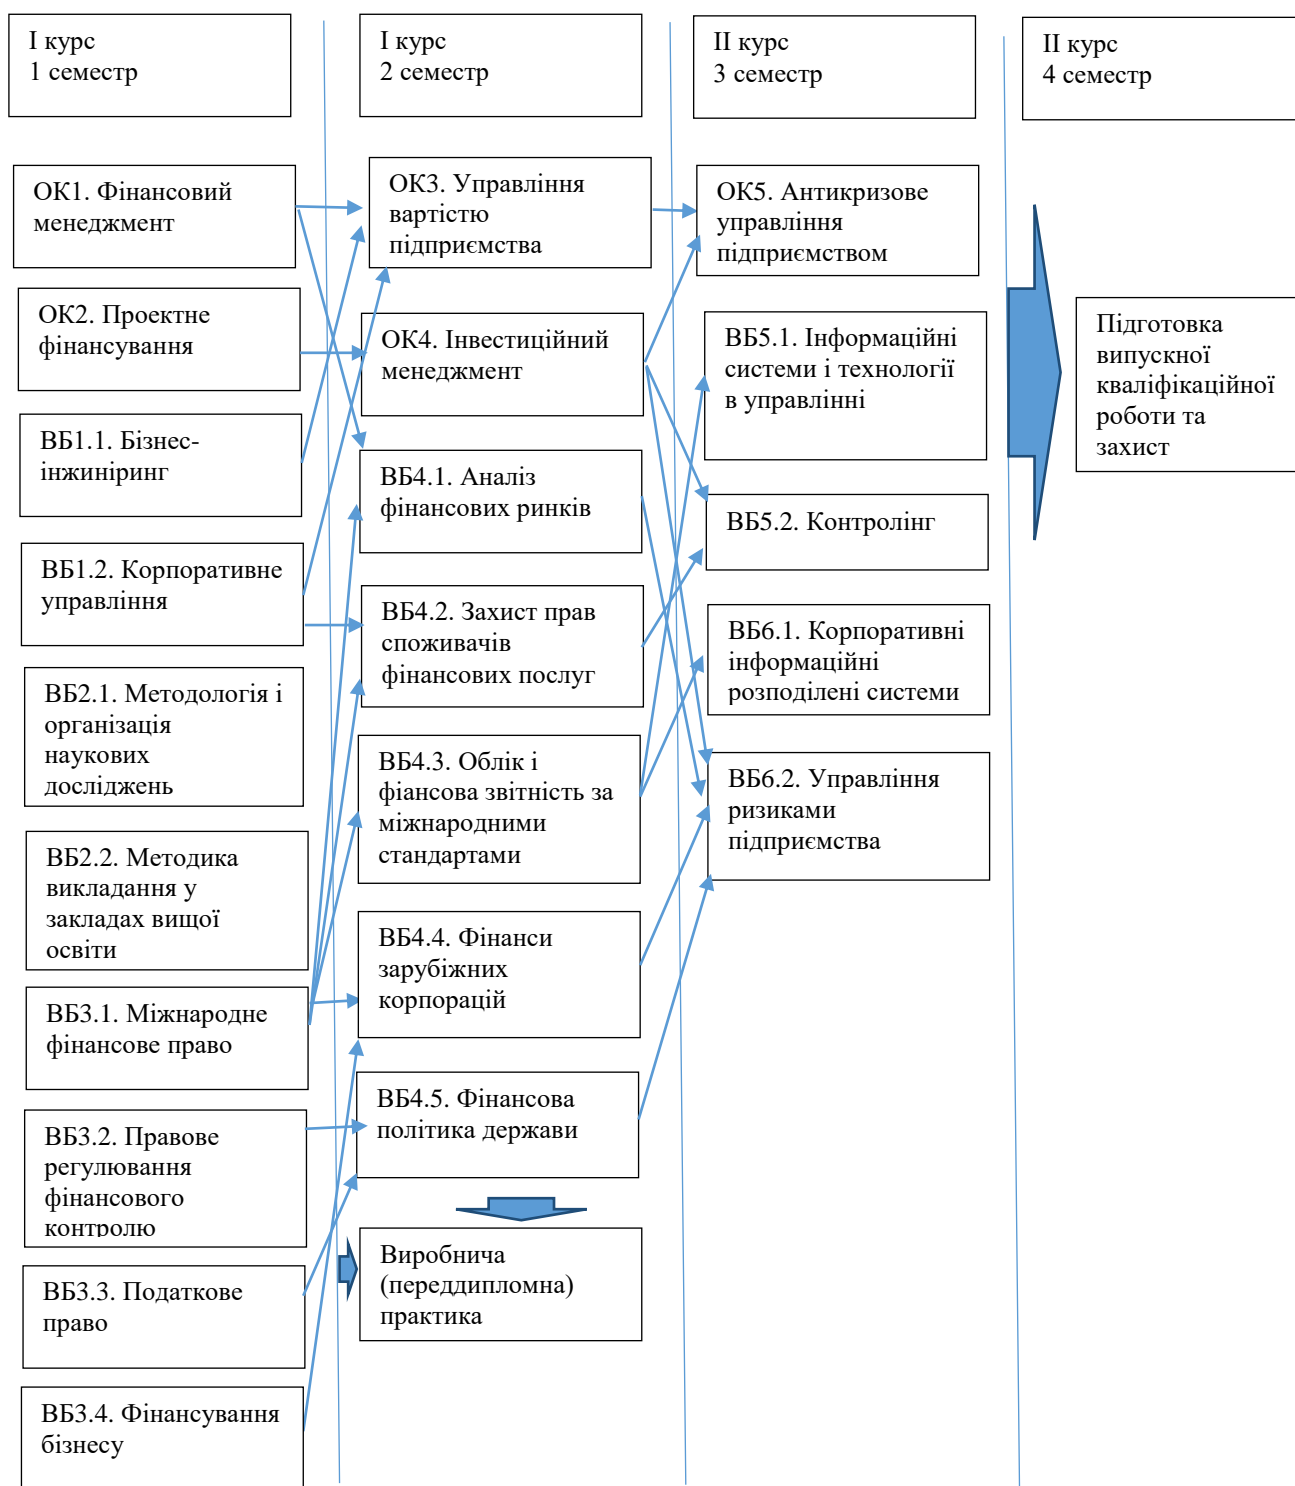 І курс
1 семестр
І курс
2 семестр
ІІ курс
3 семестр
ІІ курс
4 семестр
ОК1. Фінансовий
менеджмент
ОК2. Проектне
фінансування
ВБ1.1. Бізнес-
інжиніринг
ВБ1.2. Корпоративне
управління
ВБ2.1. Методологія і
організація
наукових
досліджень
ВБ2.2. Методика
викладання у
закладах вищої
освіти
ВБ3.1. Міжнародне
фінансове право
ВБ3.2. Правове
регулювання
фінансового
контролю
ВБ3.3. Податкове
право
ВБ3.4. Фінансування
бізнесу
ОК3. Управління
вартістю
підприємства
ОК4. Інвестиційний
менеджмент
ВБ4.1. Аналіз
фінансових ринків
ВБ4.2. Захист прав
споживачів
фінансових послуг
ВБ4.3. Облік і
фіансова звітність за
міжнародними
стандартами
ВБ4.4. Фінанси
зарубіжних
корпорацій
ВБ4.5. Фінансова
політика держави
Виробнича
(переддипломна)
практика
ОК5. Антикризове
управління
підприємством
ВБ5.1. Інформаційні
системи і технології
в управлінні
ВБ5.2. Контролінг
ВБ6.1. Корпоративні
інформаційні
розподілені системи
ВБ6.2. Управління
ризиками
підприємства
Підготовка
випускної
кваліфікаційної
роботи та
захист